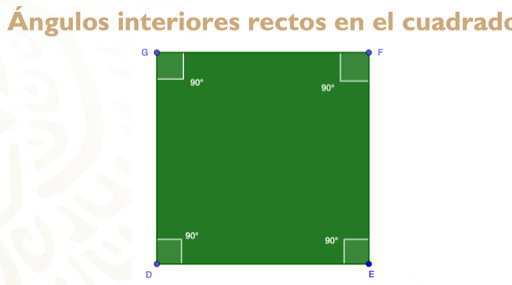 Ángulos interiores rectos en el cuadrado
G
F
90°
90°
90°
90°
D
E